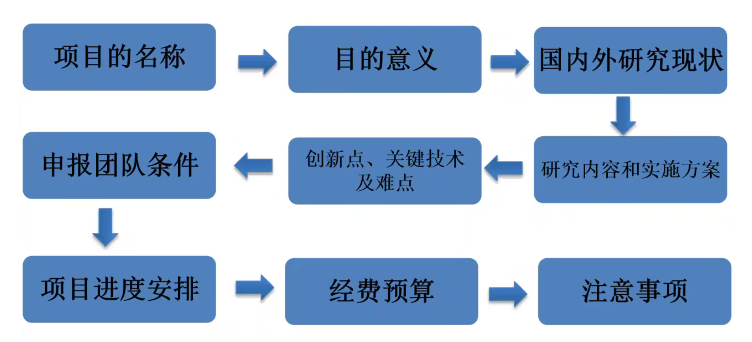 项目的名称
目的意义
国内外研究现状
研究内容和实施方案
创新点、关键技术
及难点
申报团队条件
项目进度安排
经费预算
注意事项